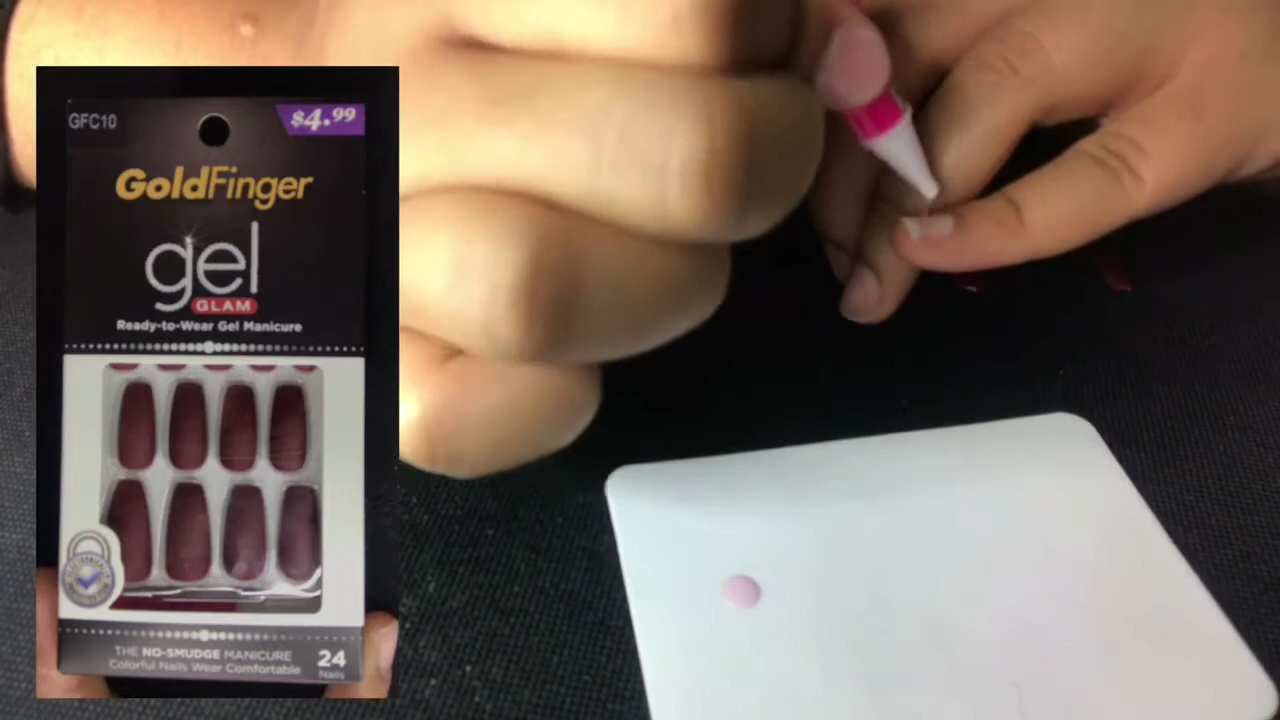 GFC10
$4.99
GoldFinger
gel
GLAM
Ready-to-Wear Gel Manicure
THE NO-SMUDGE MANICURE
Colorful Nails Wear Comfortable
24
Nails